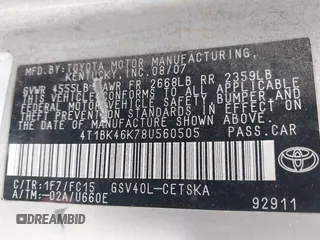 MFD.BY:TOYOTA MOTOR MANUFACTURING,
KENTUCKY, INC. 08/07
GVWR 4555LB GAWR FR 2668LB RR 2359LB
THIS VEHICLE CONFORMS TO ALL APPLICABLE
FEDERAL MOTOR VEHICLE SAFETY, BUMPER, AND
THEFT PREVENTION STANDARDS IN EFFECT ON
THE DATE OF MANUFACTURE SHOWN ABOVE.
4T1BK46K78U560505 PASS.CAR
C/TR:1F7/FC15 GSV40L-CETSKA
A/TM:-02A/U660E
TOYOTA
92911
DREAMBID